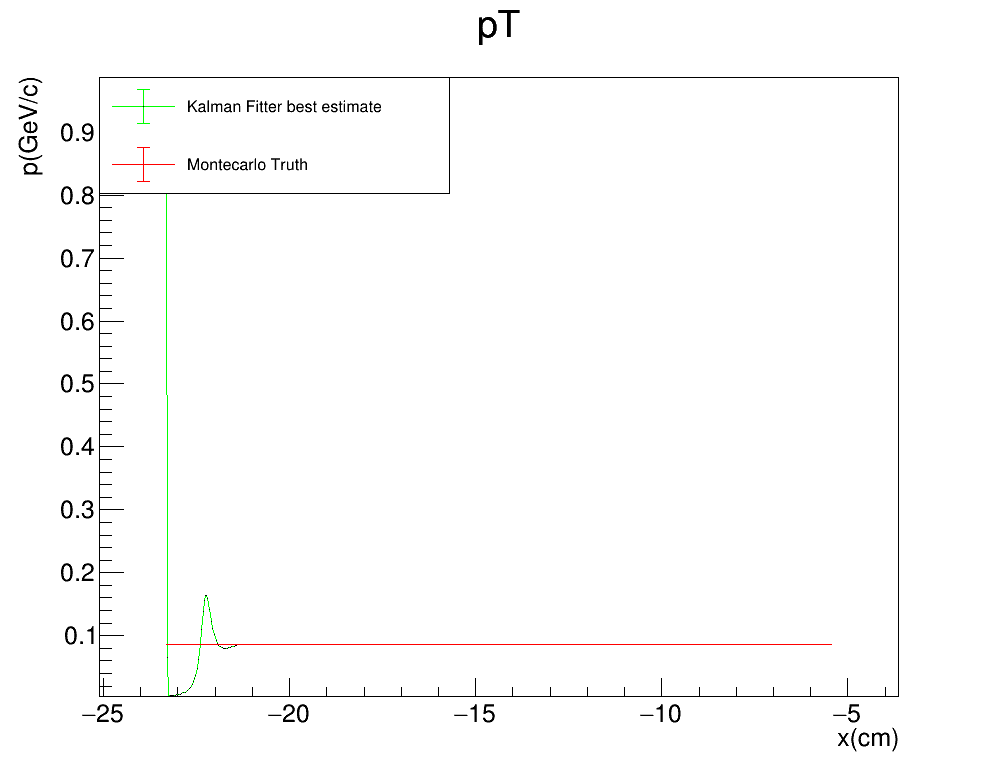 pT
p(GeV/c)
Kalman Fitter best estimate
Montecarlo Truth
0.9
0.8
0.7
0.6
0.5
0.4
0.3
0.2
0.1
−25 −20 −15 −10 −5
x(cm)